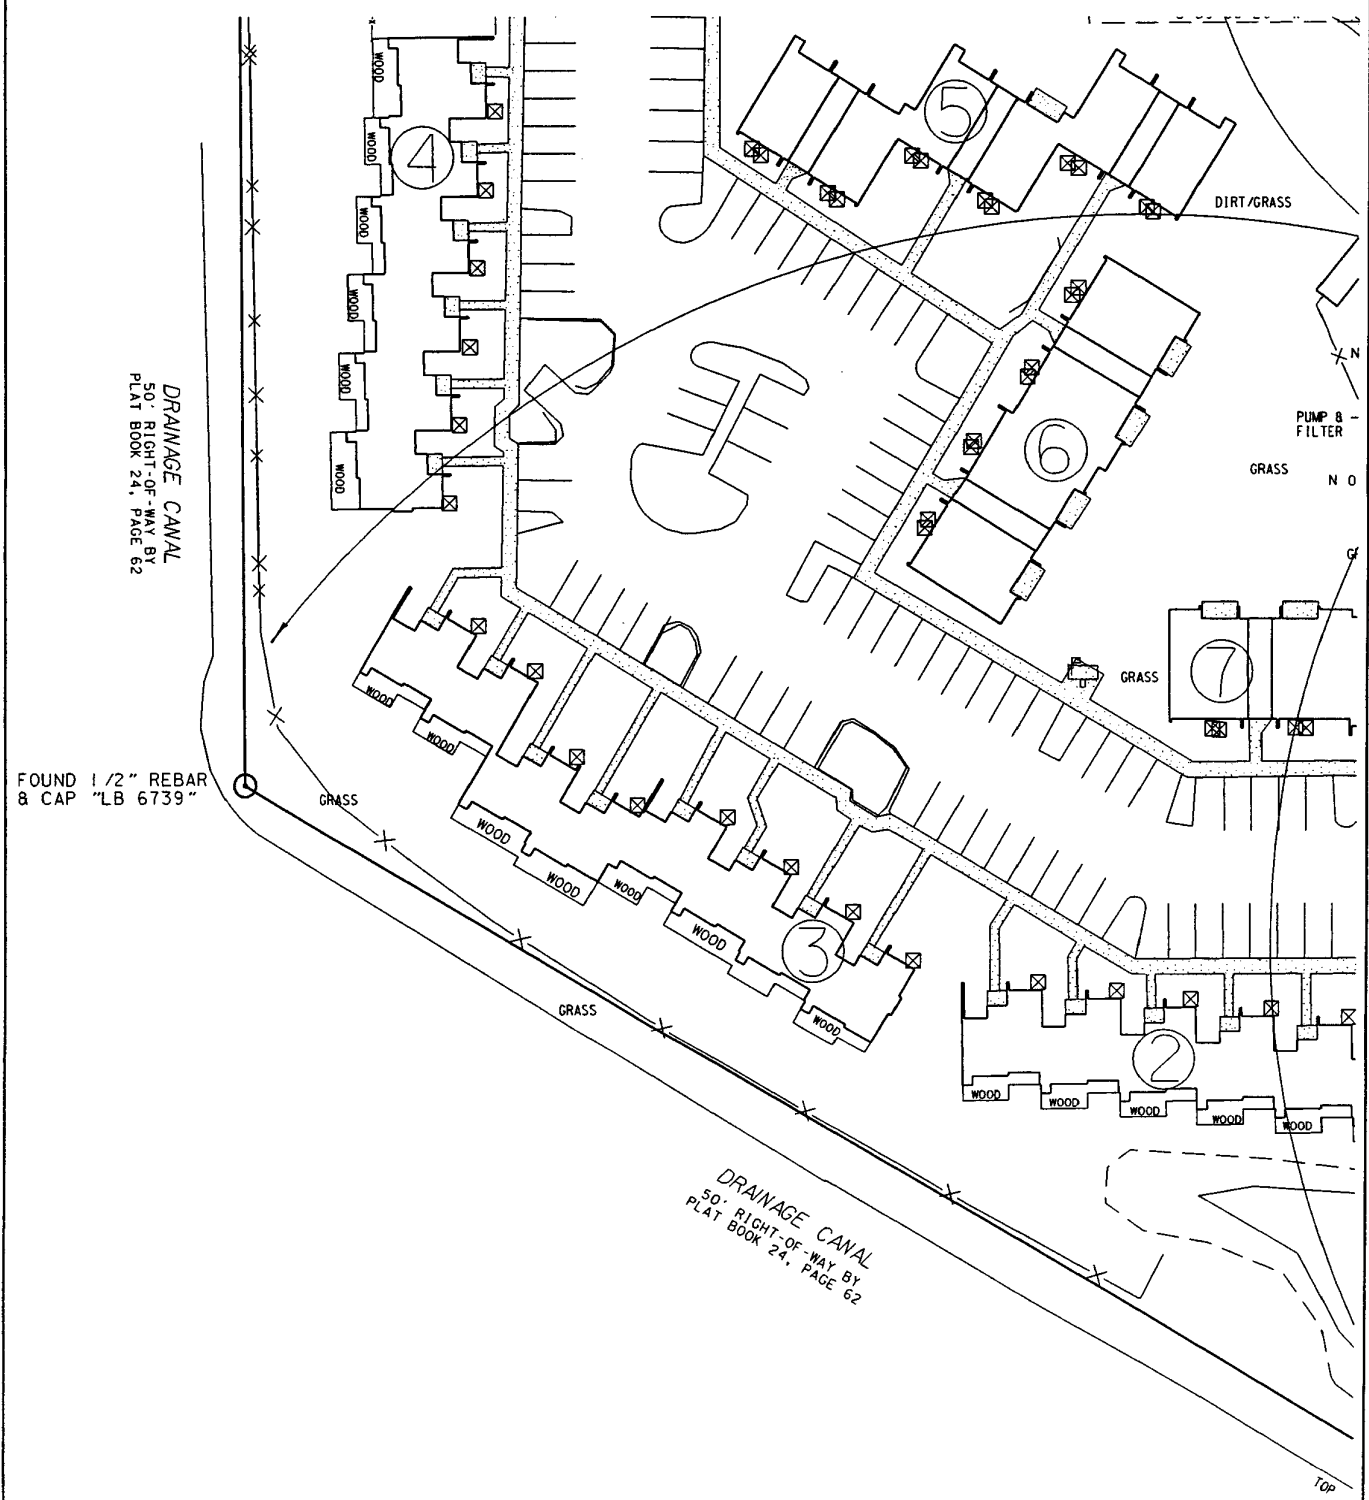 WOOD
WOOD
WOOD
WOOD
WOOD
WOOD
4
5
DIRT/GRASS
DRAINAGE CANAL
50' RIGHT-OF-WAY BY
PLAT BOOK 24, PAGE 62
N
PUMP &
FILTER
6
GRASS
N O
7
GRASS
FOUND 1/2" REBAR
& CAP "LB 6739"
GRASS
WOOD
WOOD
WOOD
WOOD
WOOD
WOOD
WOOD
3
GRASS
2
WOOD
WOOD
WOOD
WOOD
WOOD
DRAINAGE CANAL
50' RIGHT-OF-WAY BY
PLAT BOOK 24, PAGE 62
TOP